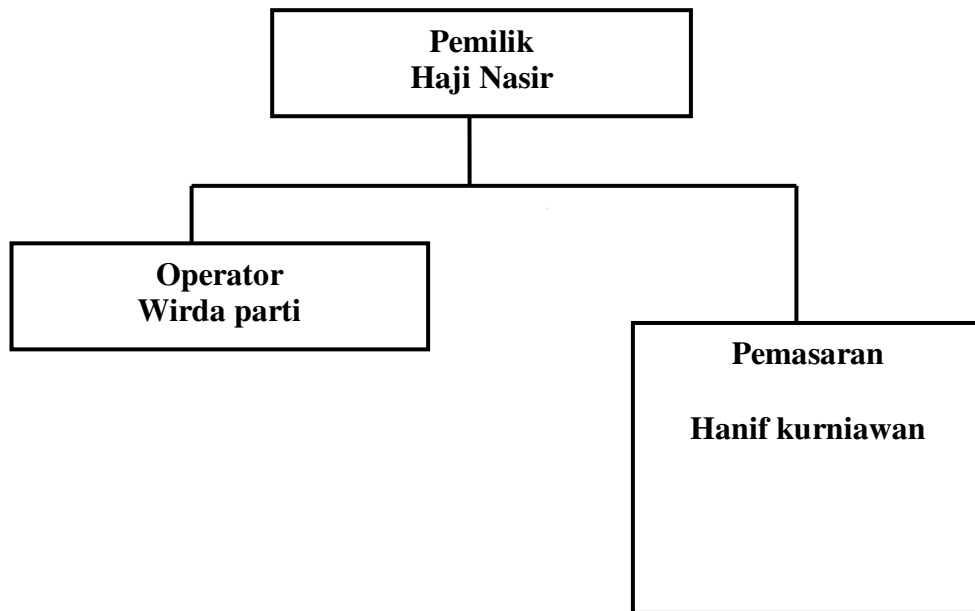 Pemilik
Haji Nasir
Operator
Wirda parti
Pemasaran
Hanif kurniawan